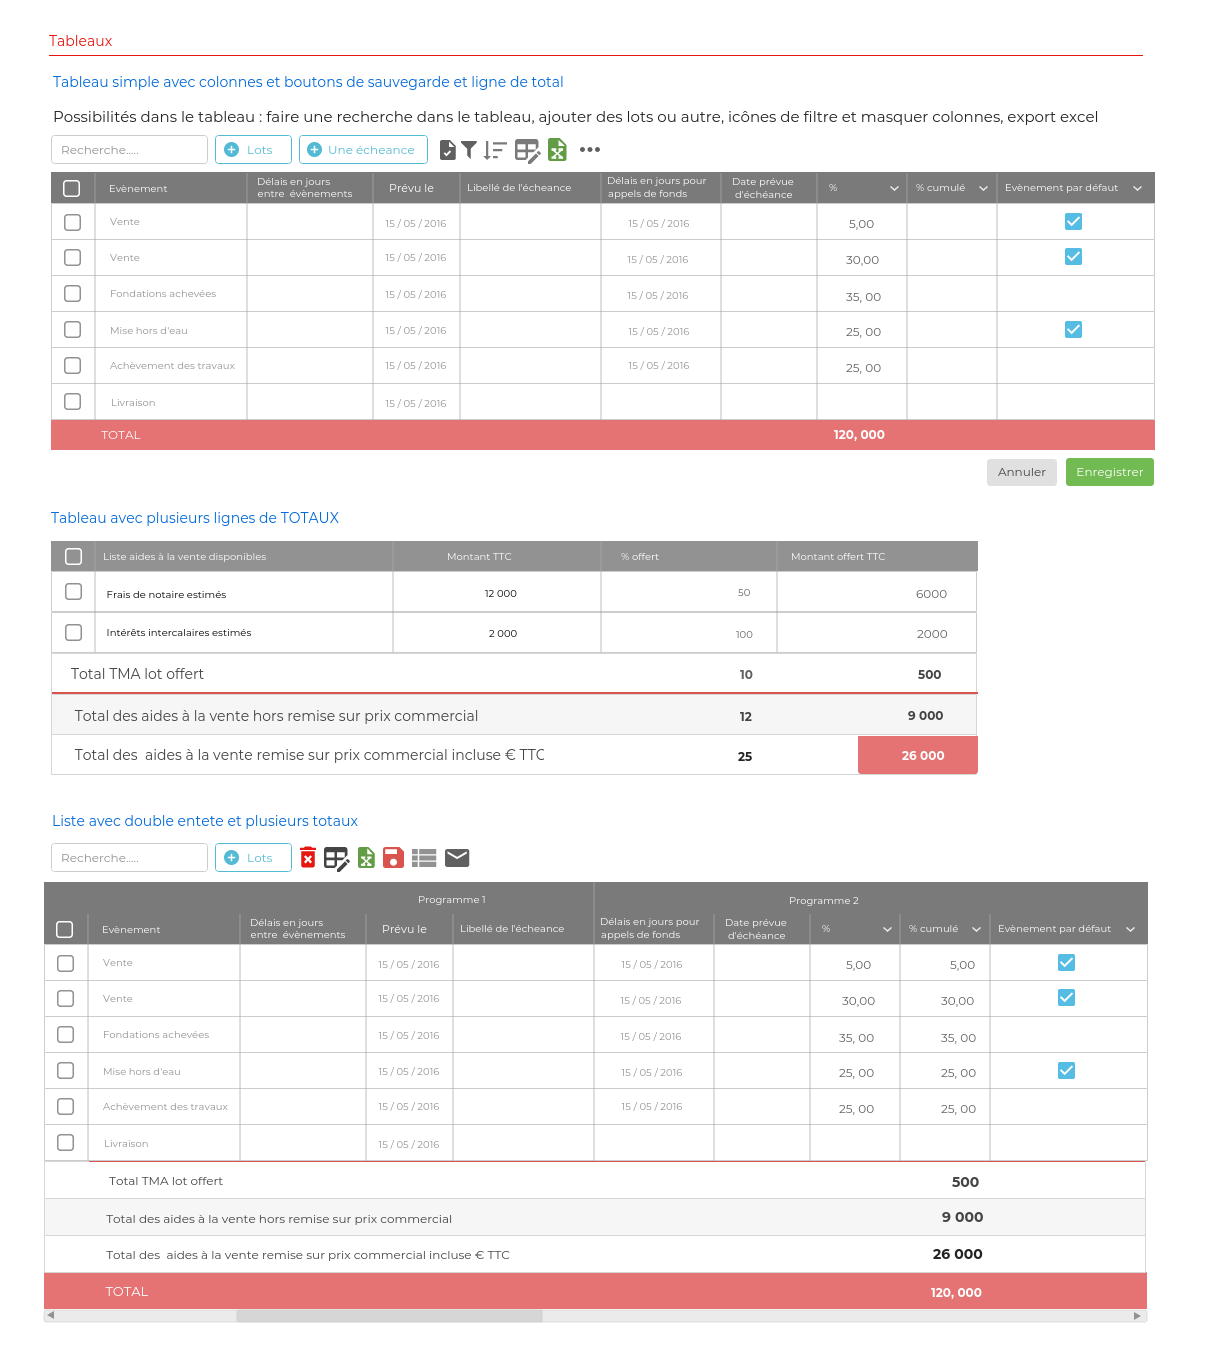 Tableaux
Tableau simple avec colonnes et boutons de sauvegarde et ligne de total
Possibilités dans le tableau : faire une recherche dans le tableau, ajouter des lots ou autre, icônes de filtre et masquer colonnes, export excel
Recherche..... Lots Une écheance
Evènement Délais en jours entre évènements Prévu le Libellé de l'écheance Délais en jours pour appels de fonds Date prévue d'échéance % % cumulé Evènement par défaut
Vente 15 / 05 / 2016 15 / 05 / 2016 5,00
Vente 15 / 05 / 2016 15 / 05 / 2016 30,00
Fondations achevées 15 / 05 / 2016 15 / 05 / 2016 35, 00
Mise hors d'eau 15 / 05 / 2016 15 / 05 / 2016 25, 00
Achèvement des travaux 15 / 05 / 2016 15 / 05 / 2016 25, 00
Livraison 15 / 05 / 2016
TOTAL 120, 000
Annuler Enregistrer
Tableau avec plusieurs lignes de TOTAUX
Liste aides à la vente disponibles Montant TTC % offert Montant offert TTC
Frais de notaire estimés 12 000 50 6000
Intérêts intercalaires estimés 2 000 100 2000
Total TMA lot offert 10 500
Total des aides à la vente hors remise sur prix commercial 12 9 000
Total des aides à la vente remise sur prix commercial incluse € TTC 25 26 000
Liste avec double entete et plusieurs totaux
Recherche..... Lots
Programme 1 Programme 2
Evènement Délais en jours entre évènements Prévu le Libellé de l'écheance Délais en jours pour appels de fonds Date prévue d'échéance % % cumulé Evènement par défaut
Vente 15 / 05 / 2016 15 / 05 / 2016 5,00 5,00
Vente 15 / 05 / 2016 15 / 05 / 2016 30,00 30,00
Fondations achevées 15 / 05 / 2016 15 / 05 / 2016 35, 00 35, 00
Mise hors d'eau 15 / 05 / 2016 15 / 05 / 2016 25, 00 25, 00
Achèvement des travaux 15 / 05 / 2016 15 / 05 / 2016 25, 00 25, 00
Livraison 15 / 05 / 2016
Total TMA lot offert 500
Total des aides à la vente hors remise sur prix commercial 9 000
Total des aides à la vente remise sur prix commercial incluse € TTC 26 000
TOTAL 120, 000